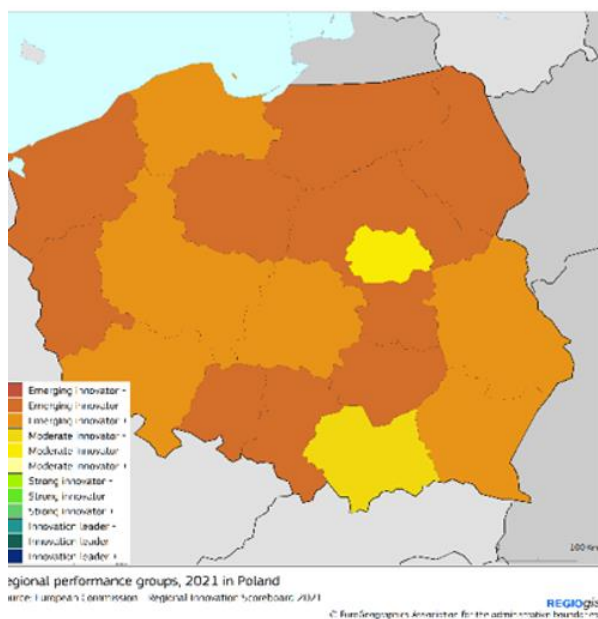 Emerging innovator -
Emerging innovator
Emerging innovator +
Moderate innovator -
Moderate innovator
Moderate innovator +
Strong innovator -
Strong innovator
Strong innovator +
Innovation leader -
Innovation leader
Innovation leader +
100 Km
egional performance groups, 2021 in Poland
ource: European Commission - Regional Innovation Scoreboard 2021
REGIOgis
© EuroGeographics Association for the administrative boundaries